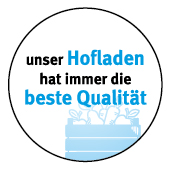 unser Hofladen
hat immer die
beste Qualität